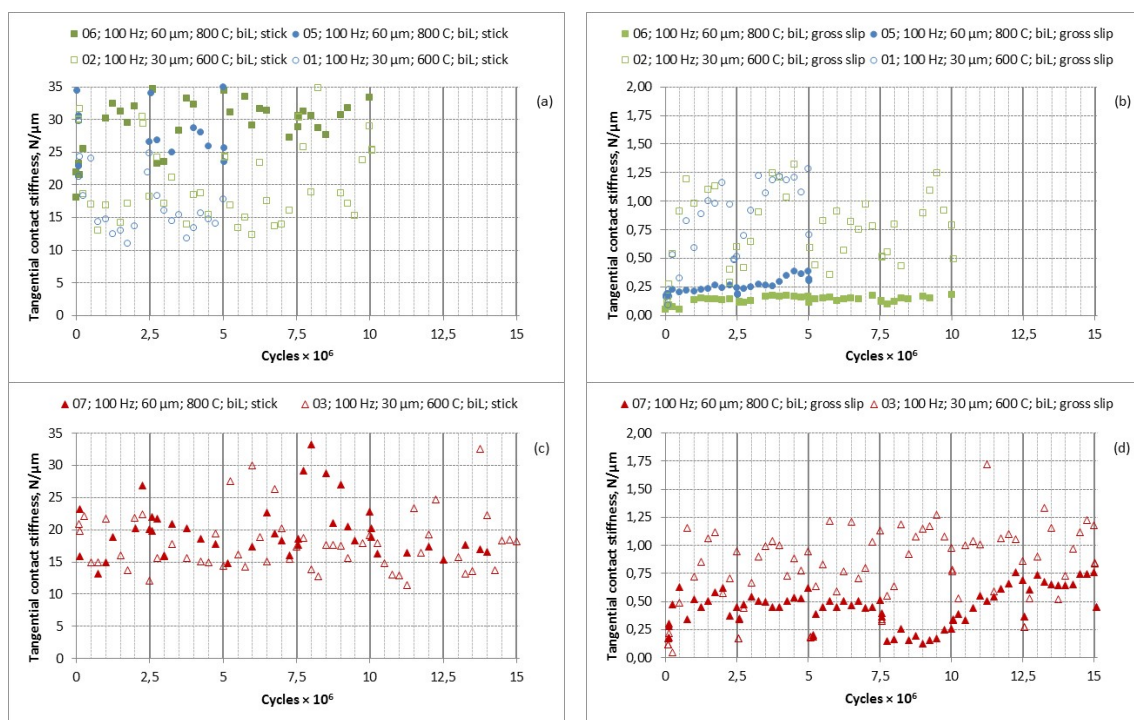 06; 100 Hz; 60 µm; 800 C; biL; stick 05; 100 Hz; 60 µm; 800 C; biL; stick
02; 100 Hz; 30 µm; 600 C; biL; stick 01; 100 Hz; 30 µm; 600 C; biL; stick
Tangential contact stiffness, N/µm
35
30
25
20
15
10
5
0
(a)
0 2,5 5 7,5 10 12,5 15
Cycles × 10⁶
06; 100 Hz; 60 µm; 800 C; biL; gross slip 05; 100 Hz; 60 µm; 800 C; biL; gross slip
02; 100 Hz; 30 µm; 600 C; biL; gross slip 01; 100 Hz; 30 µm; 600 C; biL; gross slip
Tangential contact stiffness, N/µm
2,00
1,75
1,50
1,25
1,00
0,75
0,50
0,25
0,00
(b)
0 2,5 5 7,5 10 12,5 15
Cycles × 10⁶
07; 100 Hz; 60 µm; 800 C; biL; stick 03; 100 Hz; 30 µm; 600 C; biL; stick
Tangential contact stiffness, N/µm
35
30
25
20
15
10
5
0
(c)
0 2,5 5 7,5 10 12,5 15
Cycles × 10⁶
07; 100 Hz; 60 µm; 800 C; biL; gross slip 03; 100 Hz; 30 µm; 600 C; biL; gross slip
Tangential contact stiffness, N/µm
2,00
1,75
1,50
1,25
1,00
0,75
0,50
0,25
0,00
(d)
0 2,5 5 7,5 10 12,5 15
Cycles × 10⁶